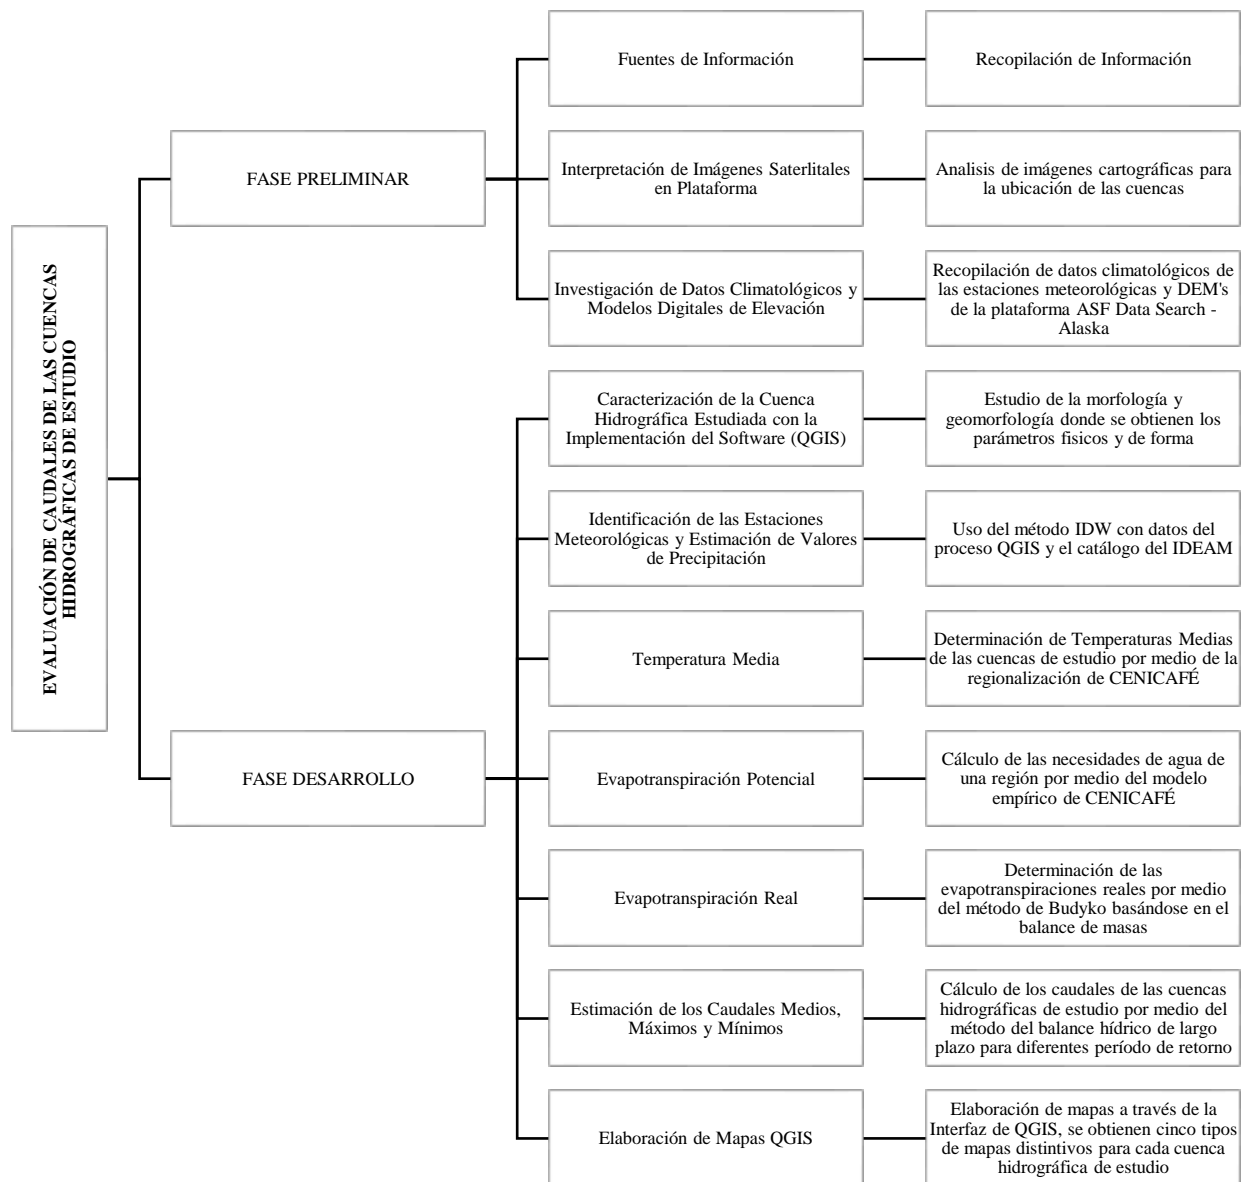 EVALUACIÓN DE CAUDALES DE LAS CUENCAS
HIDROGRÁFICAS DE ESTUDIO
FASE PRELIMINAR
Fuentes de Información
Recopilación de Información
Interpretación de Imágenes Saterlitales
en Plataforma
Analisis de imágenes cartográficas para
la ubicación de las cuencas
Investigación de Datos Climatológicos y
Modelos Digitales de Elevación
Recopilación de datos climatológicos de
las estaciones meteorológicas y DEM's
de la plataforma ASF Data Search -
Alaska
FASE DESARROLLO
Caracterización de la Cuenca
Hidrográfica Estudiada con la
Implementación del Software (QGIS)
Estudio de la morfología y
geomorfología donde se obtienen los
parámetros fisicos y de forma
Identificación de las Estaciones
Meteorológicas y Estimación de Valores
de Precipitación
Uso del método IDW con datos del
proceso QGIS y el catálogo del IDEAM
Temperatura Media
Determinación de Temperaturas Medias
de las cuencas de estudio por medio de la
regionalización de CENICAFÉ
Evapotranspiración Potencial
Cálculo de las necesidades de agua de
una región por medio del modelo
empírico de CENICAFÉ
Evapotranspiración Real
Determinación de las
evapotranspiraciones reales por medio
del método de Budyko basándose en el
balance de masas
Estimación de los Caudales Medios,
Máximos y Mínimos
Cálculo de los caudales de las cuencas
hidrográficas de estudio por medio del
método del balance hídrico de largo
plazo para diferentes período de retorno
Elaboración de Mapas QGIS
Elaboración de mapas a través de la
Interfaz de QGIS, se obtienen cinco tipos
de mapas distintivos para cada cuenca
hidrográfica de estudio